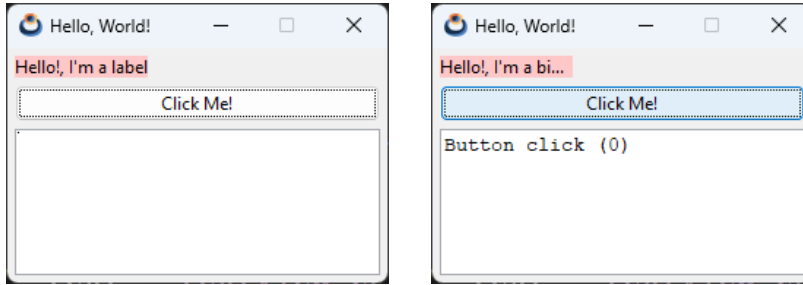 Hello, World!
Hello!, I'm a label
Click Me!
Hello, World!
Hello!, I'm a bi...
Click Me!
Button click (0)